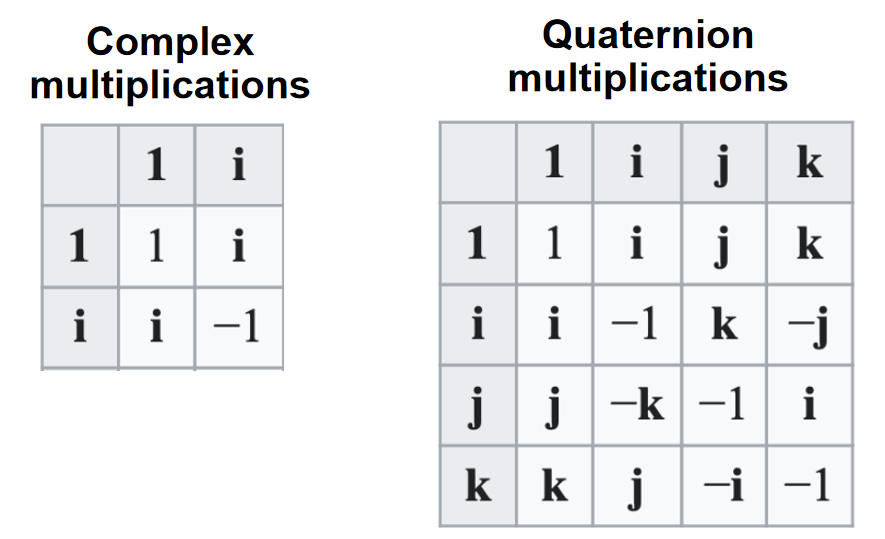 Complex
multiplications
1 i
1 1 i
i i −1
Quaternion
multiplications
1 i j k
1 1 i j k
i i −1 k −j
j j −k −1 i
k k j −i −1